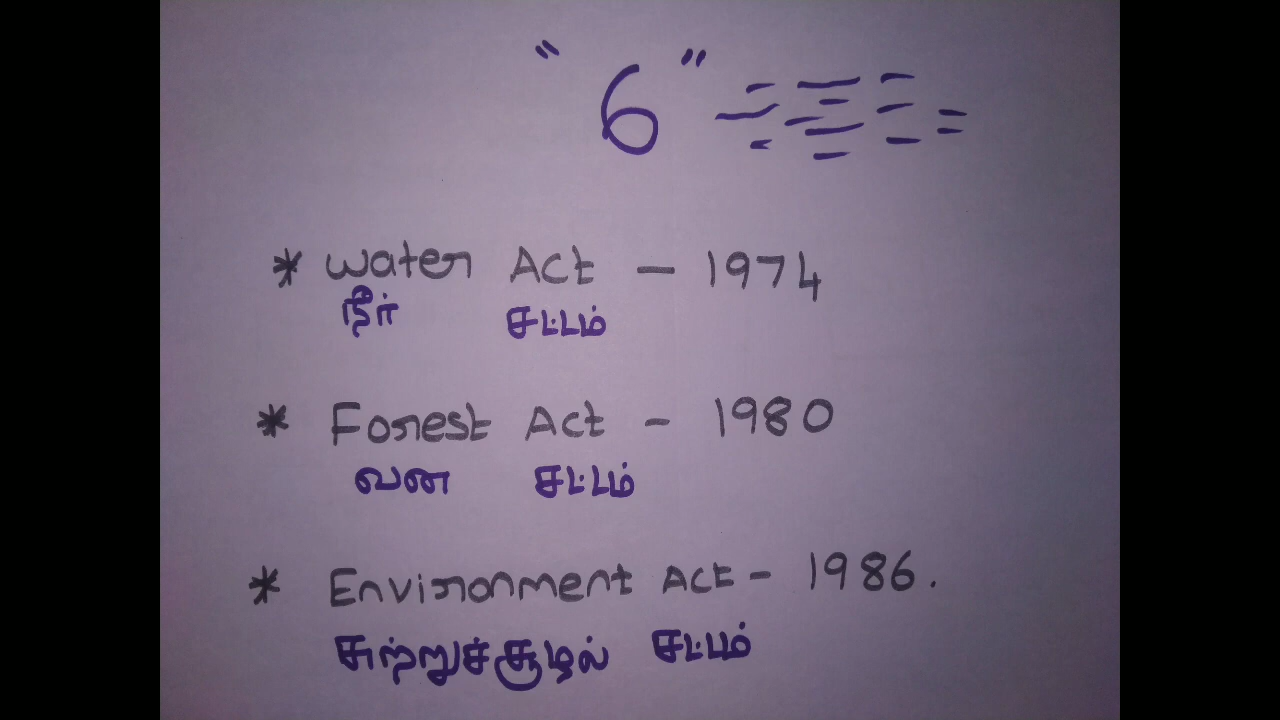 "6"
* Water Act - 1974
நீர் சட்டம்
* Forest Act - 1980
வன சட்டம்
* Environment Act - 1986.
சுற்றுச்சூழல் சட்டம்